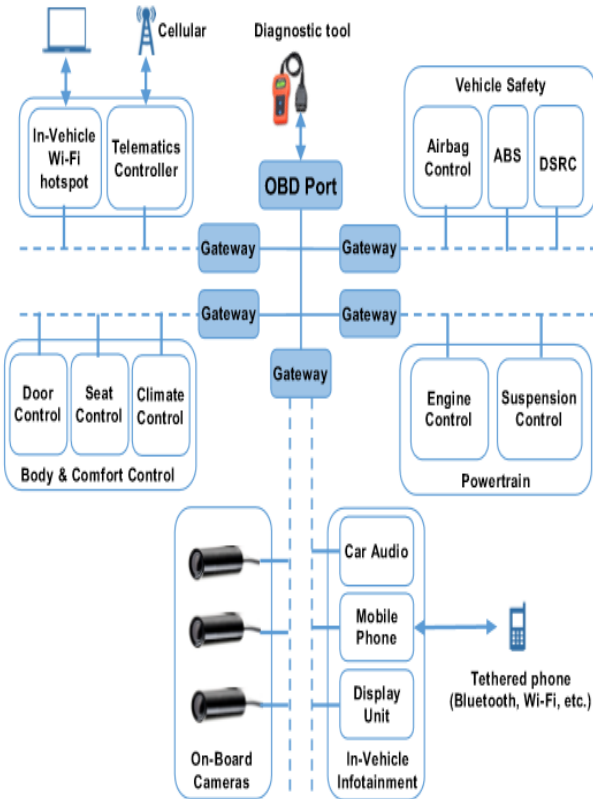 Cellular
Diagnostic tool
Vehicle Safety
In-Vehicle
Wi-Fi
hotspot
Telematics
Controller
Airbag
Control
ABS
DSRC
OBD Port
Gateway
Gateway
Gateway
Gateway
Gateway
Door
Control
Seat
Control
Climate
Control
Body & Comfort Control
Engine
Control
Suspension
Control
Powertrain
Car Audio
Mobile
Phone
Display
Unit
Tethered phone
(Bluetooth, Wi-Fi, etc.)
On-Board
Cameras
In-Vehicle
Infotainment